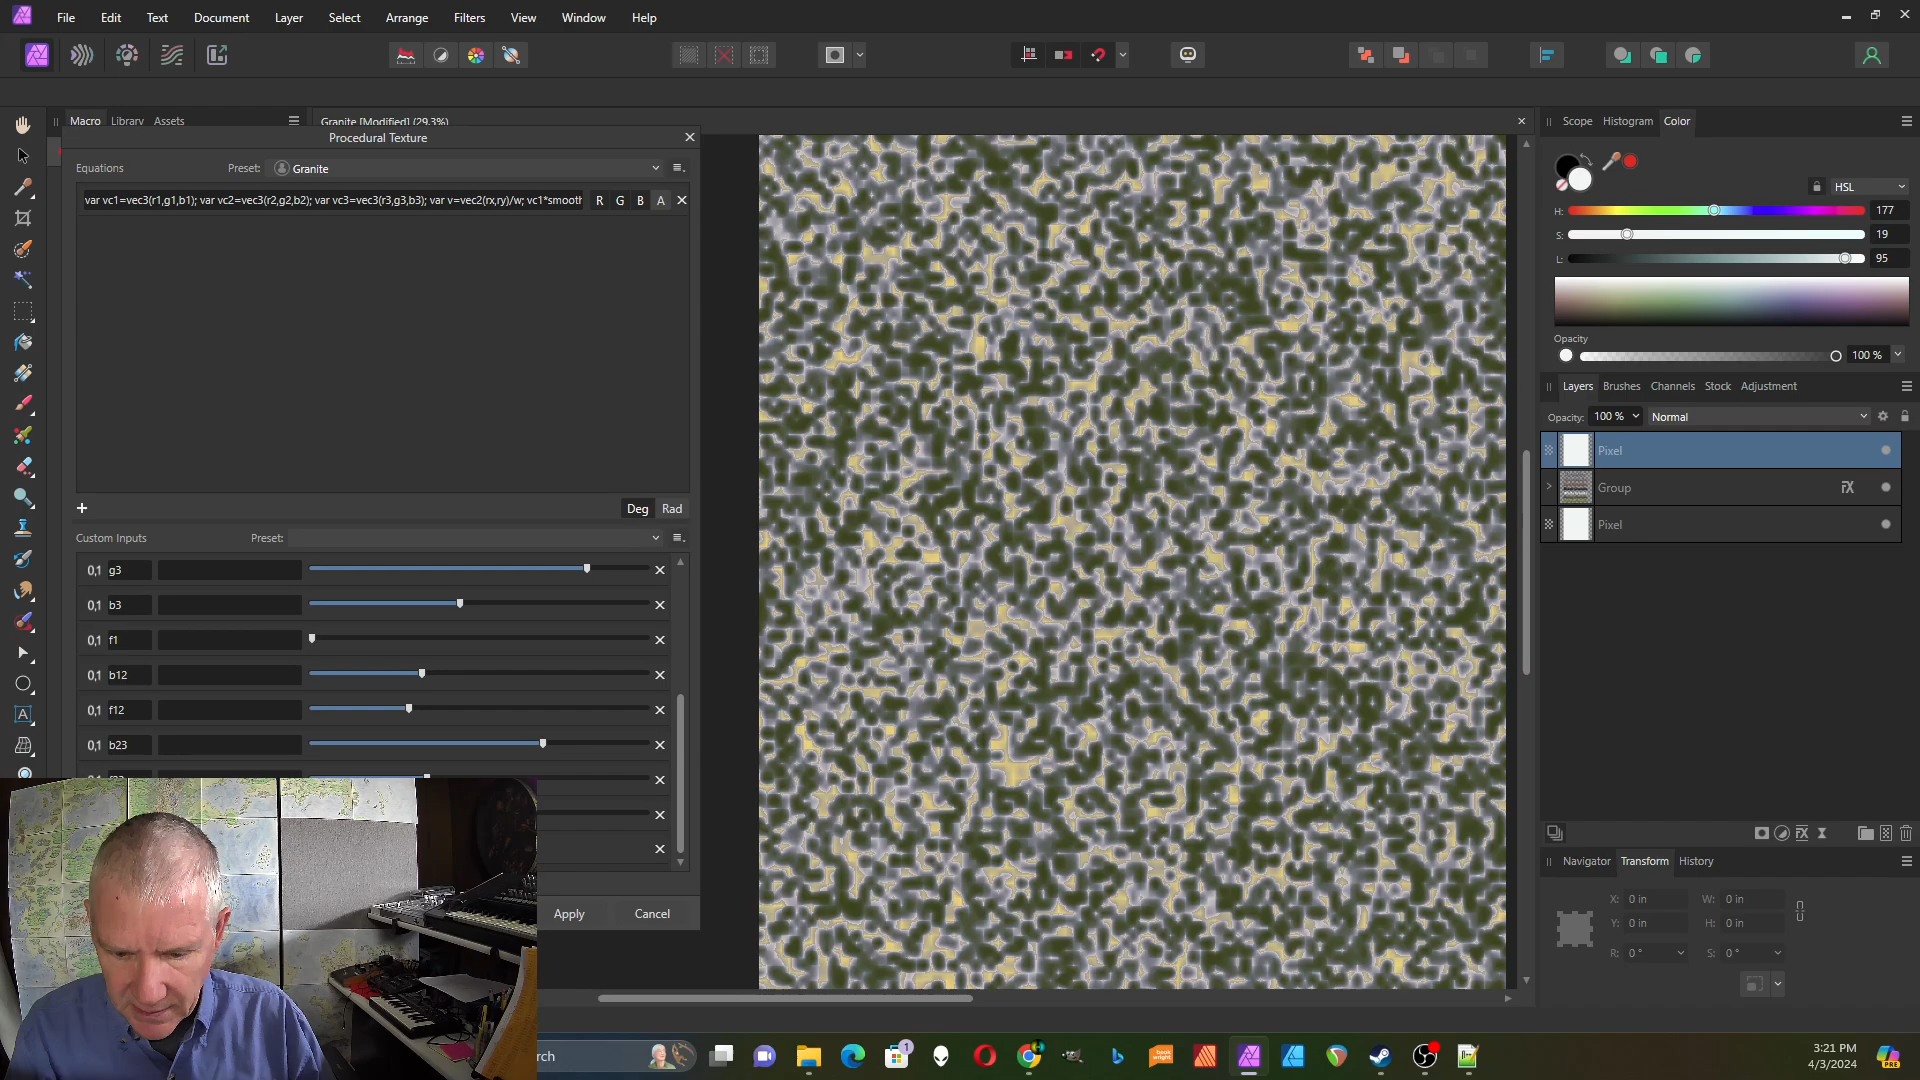 File Edit Text Document Layer Select Arrange Filters View Window Help
Macro Library Assets
Granite [Modified] (29.3%)
Scope Histogram Color
Procedural Texture
Equations Preset: Granite
var vc1=vec3(r1,g1,b1); var vc2=vec3(r2,g2,b2); var vc3=vec3(r3,g3,b3); var v=vec2(rx,ry)/w; vc1*smooth R G B A
HSL
H: 177
S: 19
L: 95
Opacity
100 %
Layers Brushes Channels Stock Adjustment
Opacity: 100 % Normal
Pixel
Group
Pixel
Deg Rad
Custom Inputs Preset:
0,1 g3
0,1 b3
0,1 f1
0,1 b12
0,1 f12
0,1 b23
Apply Cancel
Navigator Transform History
X: 0 in W: 0 in
Y: 0 in H: 0 in
R: 0 ° S: 0 °
rch
1
book wright
3:21 PM
4/3/2024
PRE